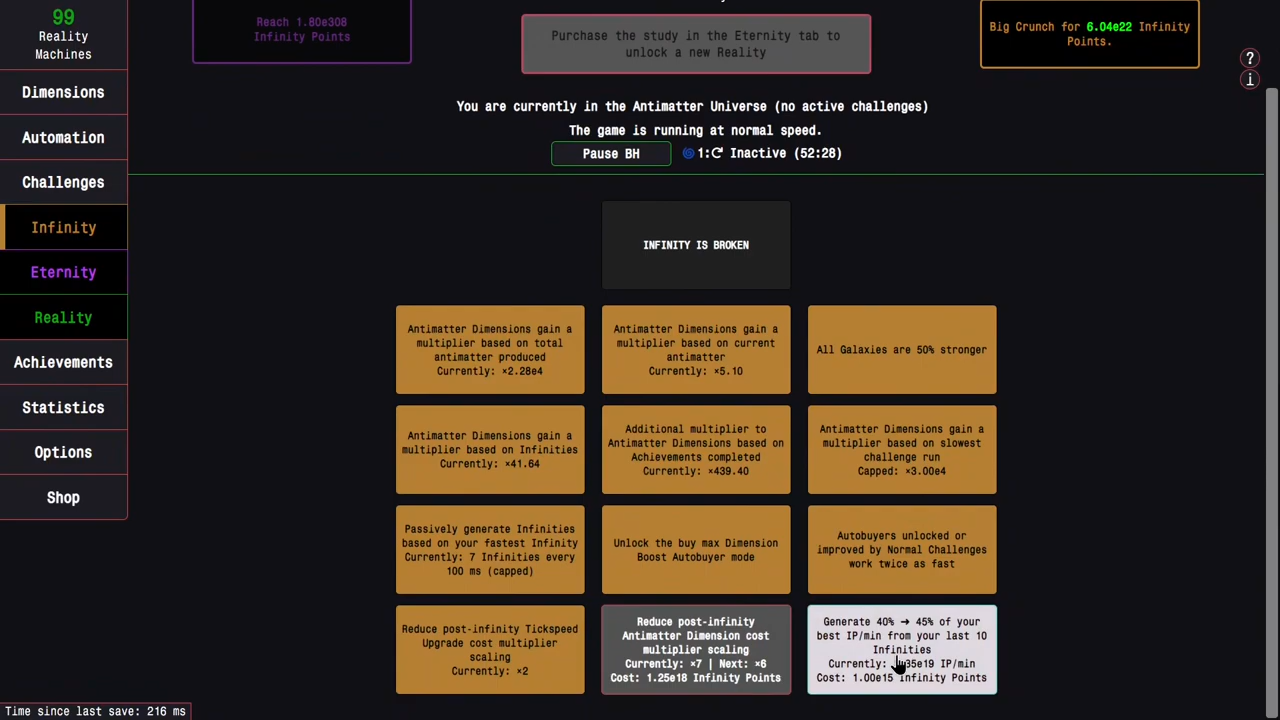 99
Reality
Machines
Reach 1.80e308
Infinity Points
Purchase the study in the Eternity tab to
unlock a new Reality
Big Crunch for 6.04e22 Infinity
Points.
?
i
Dimensions
Automation
Challenges
Infinity
Eternity
Reality
Achievements
Statistics
Options
Shop
You are currently in the Antimatter Universe (no active challenges)
The game is running at normal speed.
Pause BH
1: Inactive (52:28)
INFINITY IS BROKEN
Antimatter Dimensions gain a
multiplier based on total
antimatter produced
Currently: ×2.28e4
Antimatter Dimensions gain a
multiplier based on current
antimatter
Currently: ×5.10
All Galaxies are 50% stronger
Antimatter Dimensions gain a
multiplier based on Infinities
Currently: ×41.64
Additional multiplier to
Antimatter Dimensions based on
Achievements completed
Currently: ×439.40
Antimatter Dimensions gain a
multiplier based on slowest
challenge run
Capped: ×3.00e4
Passively generate Infinities
based on your fastest Infinity
Currently: 7 Infinities every
100 ms (capped)
Unlock the buy max Dimension
Boost Autobuyer mode
Autobuyers unlocked or
improved by Normal Challenges
work twice as fast
Reduce post-infinity Tickspeed
Upgrade cost multiplier
scaling
Currently: ×2
Reduce post-infinity
Antimatter Dimension cost
multiplier scaling
Currently: ×7 | Next: ×6
Cost: 1.25e18 Infinity Points
Generate 40% → 45% of your
best IP/min from your last 10
Infinities
Currently: 35e19 IP/min
Cost: 1.00e15 Infinity Points
Time since last save: 216 ms